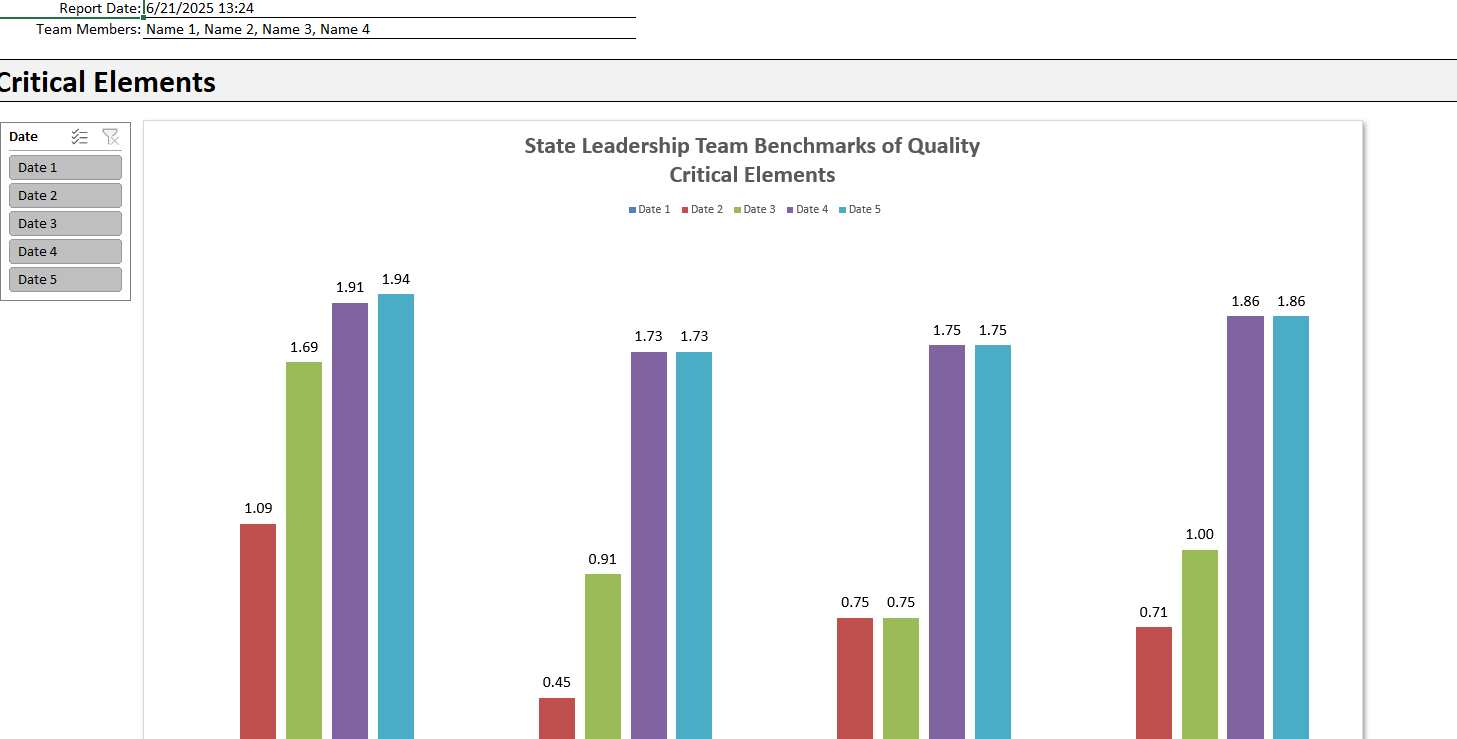 Report Date: 6/21/2025 13:24
Team Members: Name 1, Name 2, Name 3, Name 4
Critical Elements
Date
Date 1
Date 2
Date 3
Date 4
Date 5
State Leadership Team Benchmarks of Quality
Critical Elements
Date 1 Date 2 Date 3 Date 4 Date 5
1.09
1.69
1.91
1.94
0.45
0.91
1.73
1.73
0.75
0.75
1.75
1.75
0.71
1.00
1.86
1.86